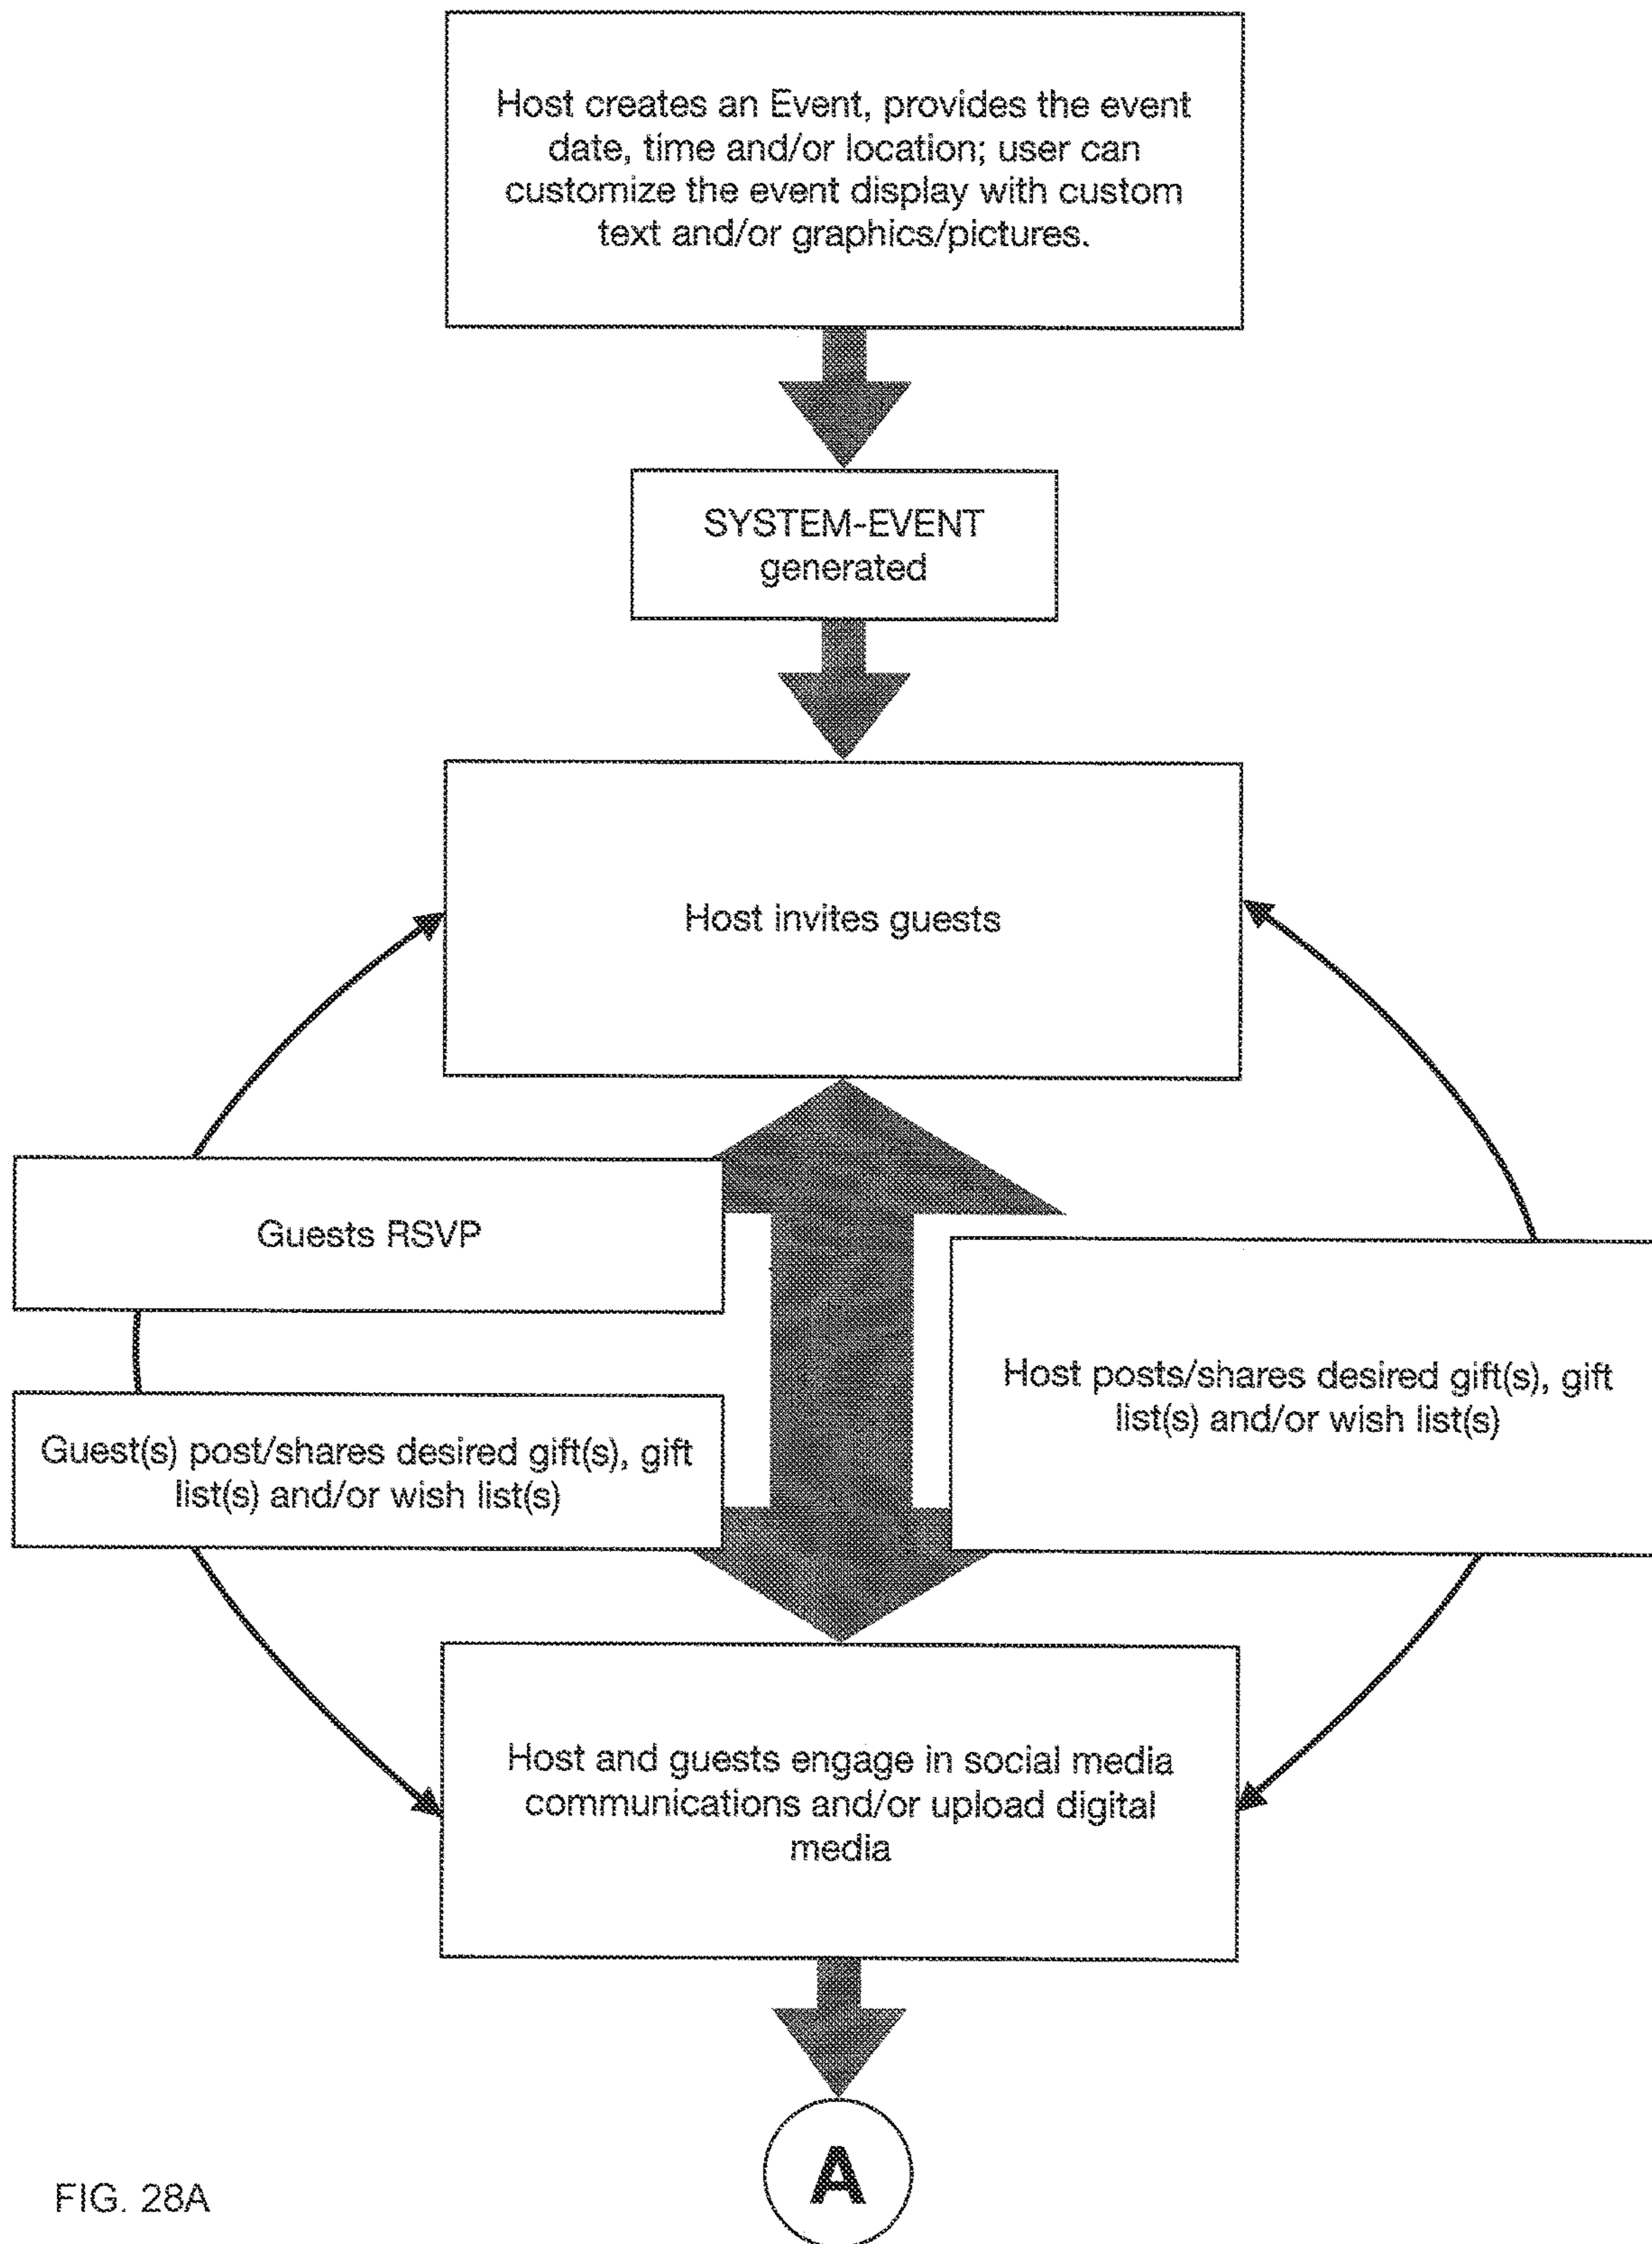 Host creates an Event, provides the event
date, time and/or location; user can
customize the event display with custom
text and/or graphics/pictures.
SYSTEM-EVENT
generated
Host invites guests
Guests RSVP
Host posts/shares desired gift(s), gift
list(s) and/or wish list(s)
Guest(s) post/shares desired gift(s), gift
list(s) and/or wish list(s)
Host and guests engage in social media
communications and/or upload digital
media
A
FIG. 28A